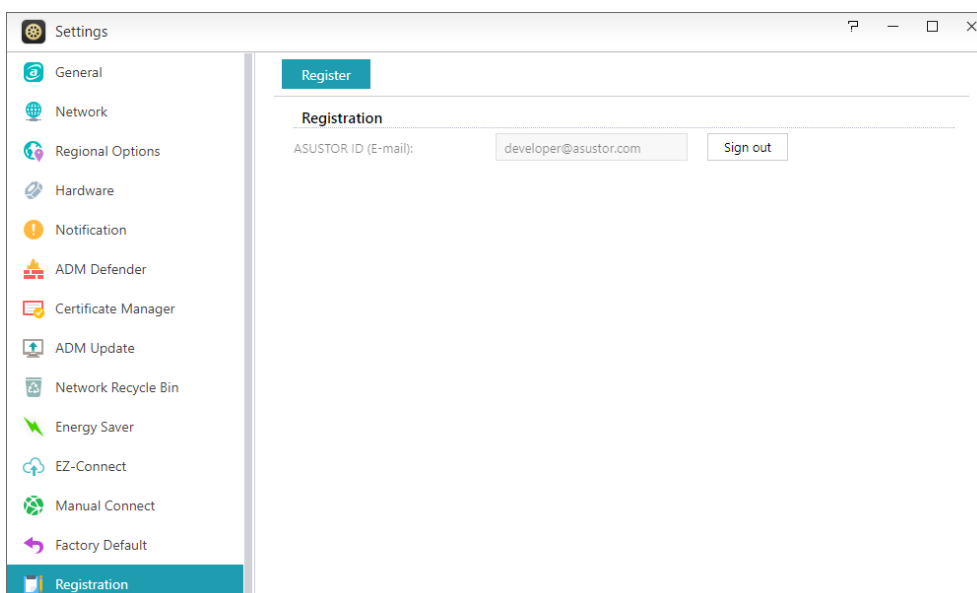 Settings
General
Network
Regional Options
Hardware
Notification
ADM Defender
Certificate Manager
ADM Update
Network Recycle Bin
Energy Saver
EZ-Connect
Manual Connect
Factory Default
Registration
Register
Registration
ASUSTOR ID (E-mail): developer@asustor.com Sign out